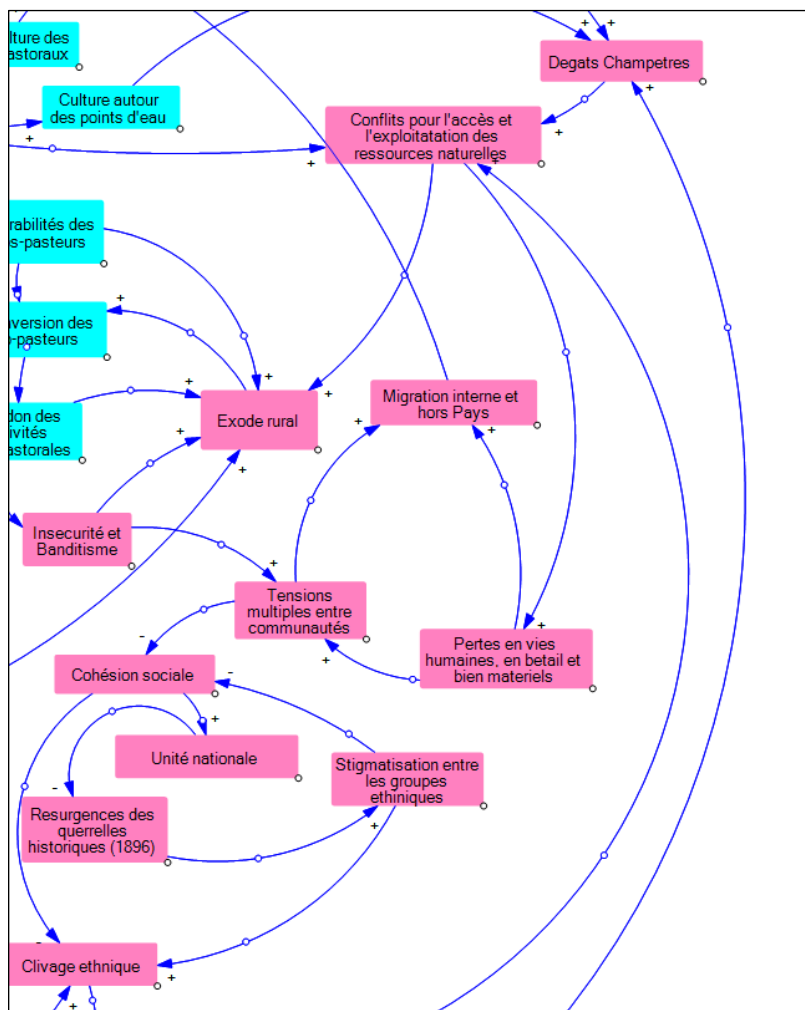 lture des
astoraux
Degats Champetres
Culture autour
des points d'eau
Conflits pour l'accès et
l'exploitatation des
ressources naturelles
rabilités des
s-pasteurs
nversion des
-pasteurs
Exode rural
Migration interne et
hors Pays
don des
ivités
astorales
Insecurité et
Banditisme
Tensions
multiples entre
communautés
Pertes en vies
humaines, en betail et
bien materiels
Cohésion sociale
Unité nationale
Stigmatisation entre
les groupes
ethiniques
Resurgences des
querrelles
historiques (1896)
Clivage ethnique